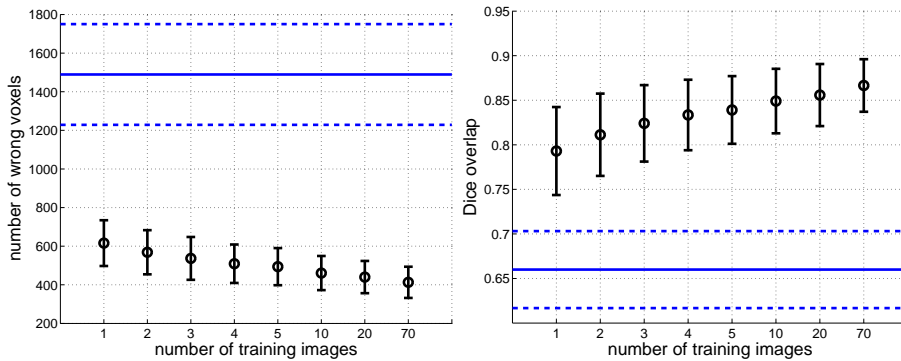 number of wrong voxels
1800
1600
1400
1200
1000
800
600
400
200
1 2 3 4 5 10 20 70
number of training images
Dice overlap
0.95
0.9
0.85
0.8
0.75
0.7
0.65
1 2 3 4 5 10 20 70
number of training images